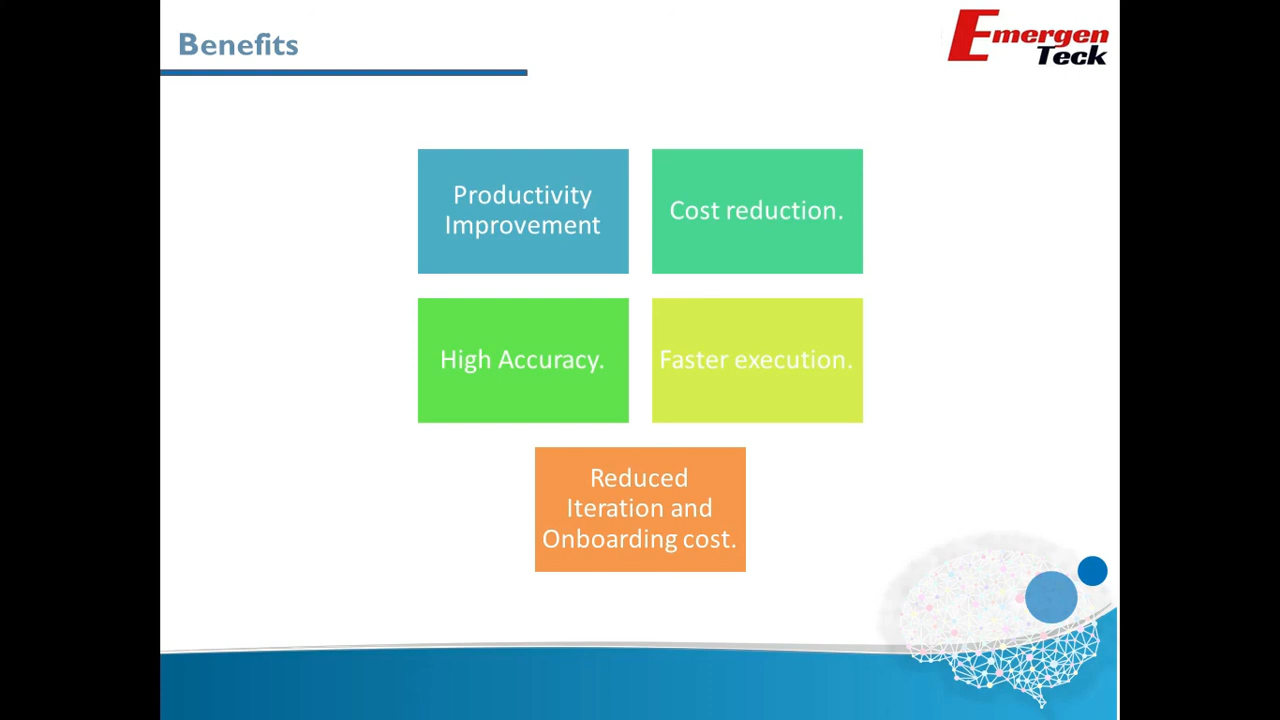 Benefits
Emergen
Teck
Productivity
Improvement
Cost reduction.
High Accuracy.
Faster execution.
Reduced
Iteration and
Onboarding cost.